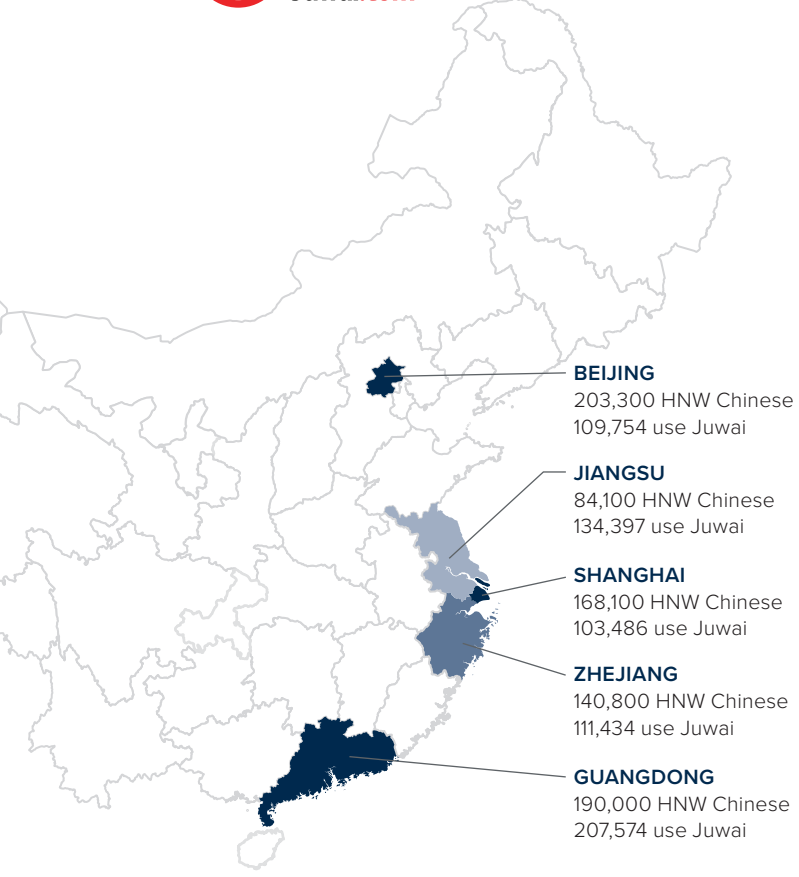 BEIJING
203,300 HNW Chinese
109,754 use Juwai
JIANGSU
84,100 HNW Chinese
134,397 use Juwai
SHANGHAI
168,100 HNW Chinese
103,486 use Juwai
ZHEJIANG
140,800 HNW Chinese
111,434 use Juwai
GUANGDONG
190,000 HNW Chinese
207,574 use Juwai